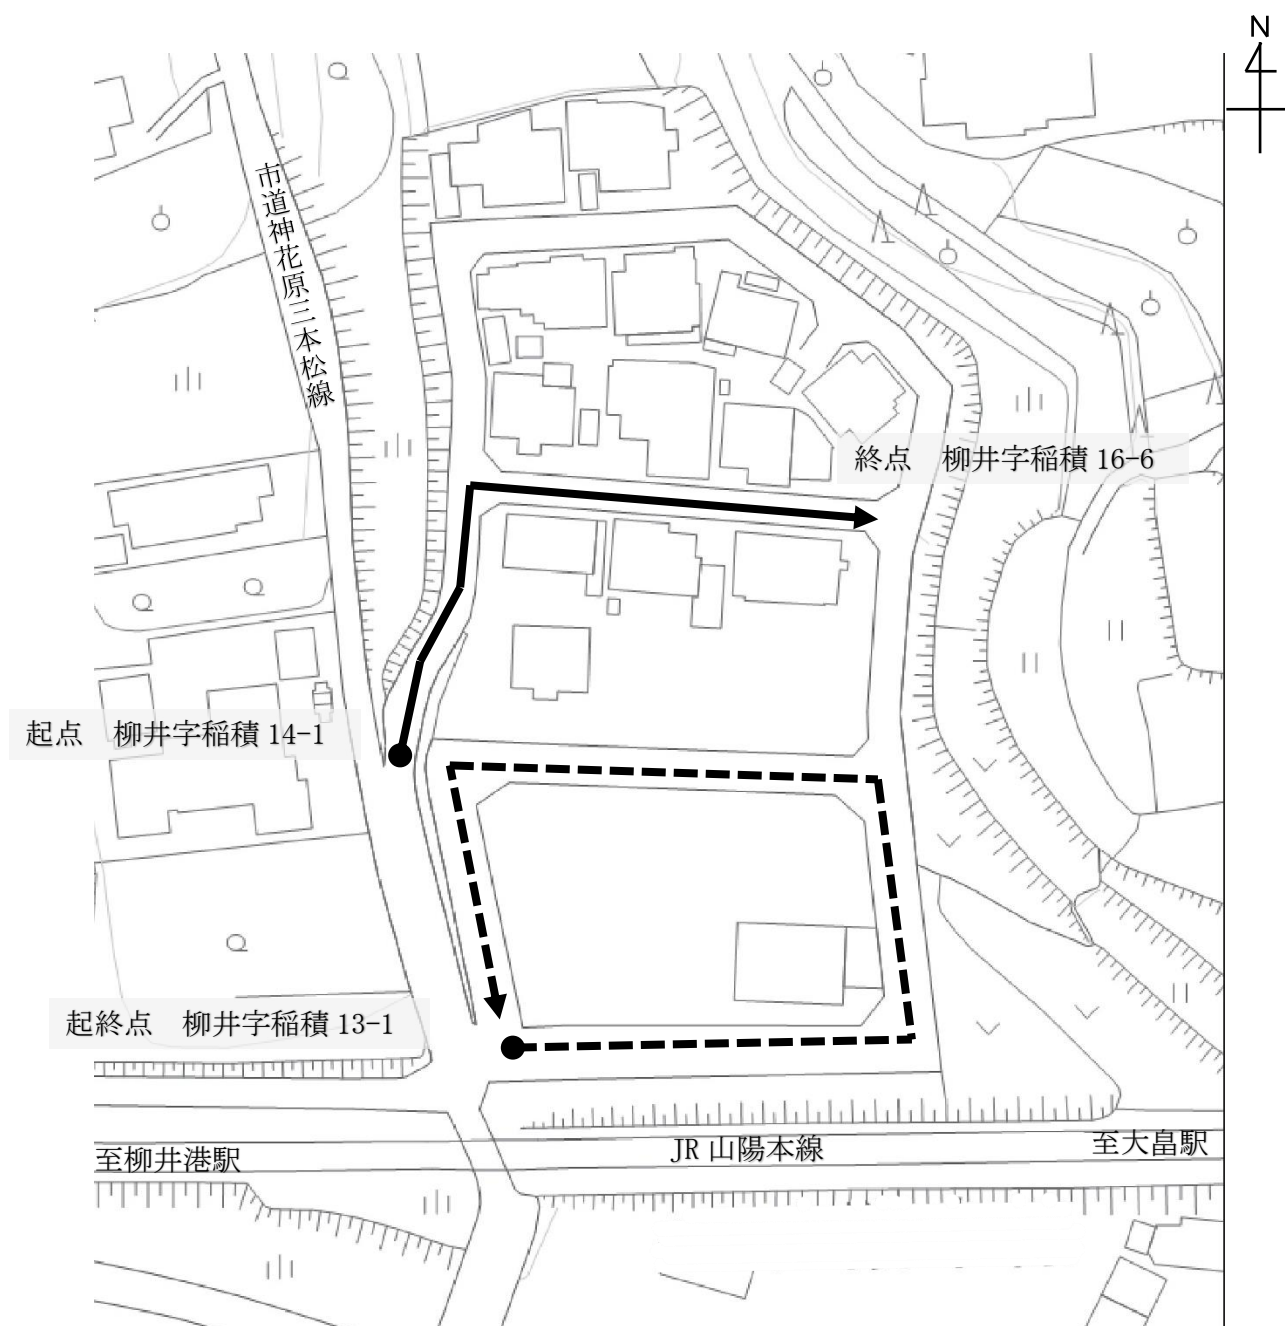 N
市道神花原三本松線
終点　柳井字稲積 16-6
起点　柳井字稲積 14-1
起終点　柳井字稲積 13-1
至柳井港駅
JR 山陽本線
至大畠駅